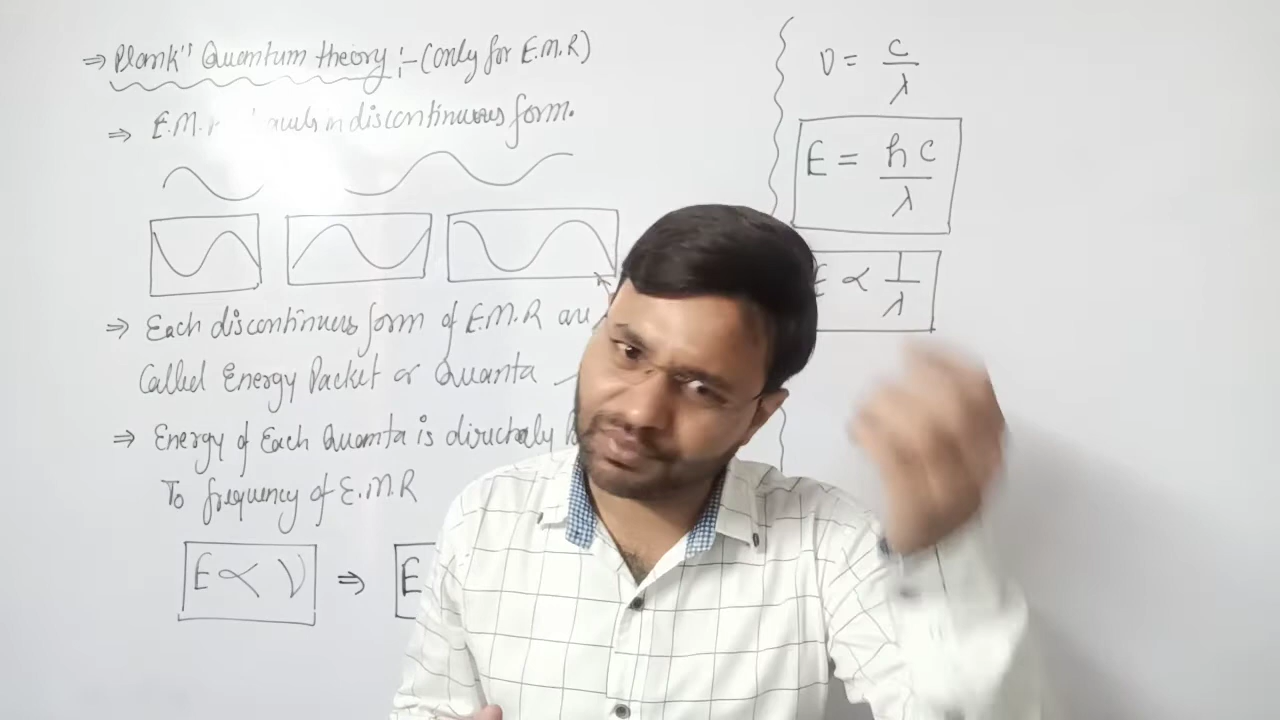 ⇒ Plank's Quantum theory :- (only for E.M.R)
⇒ E.M. in discontinuous form.
⇒ Each discontinuous form of E.M.R are
Called Energy Packet or Quanta
⇒ Energy of Each Quanta is directly
To frequency of E.M.R
E ∝ ν ⇒ E
ν = c/λ
E = hc/λ
E ∝ 1/λ